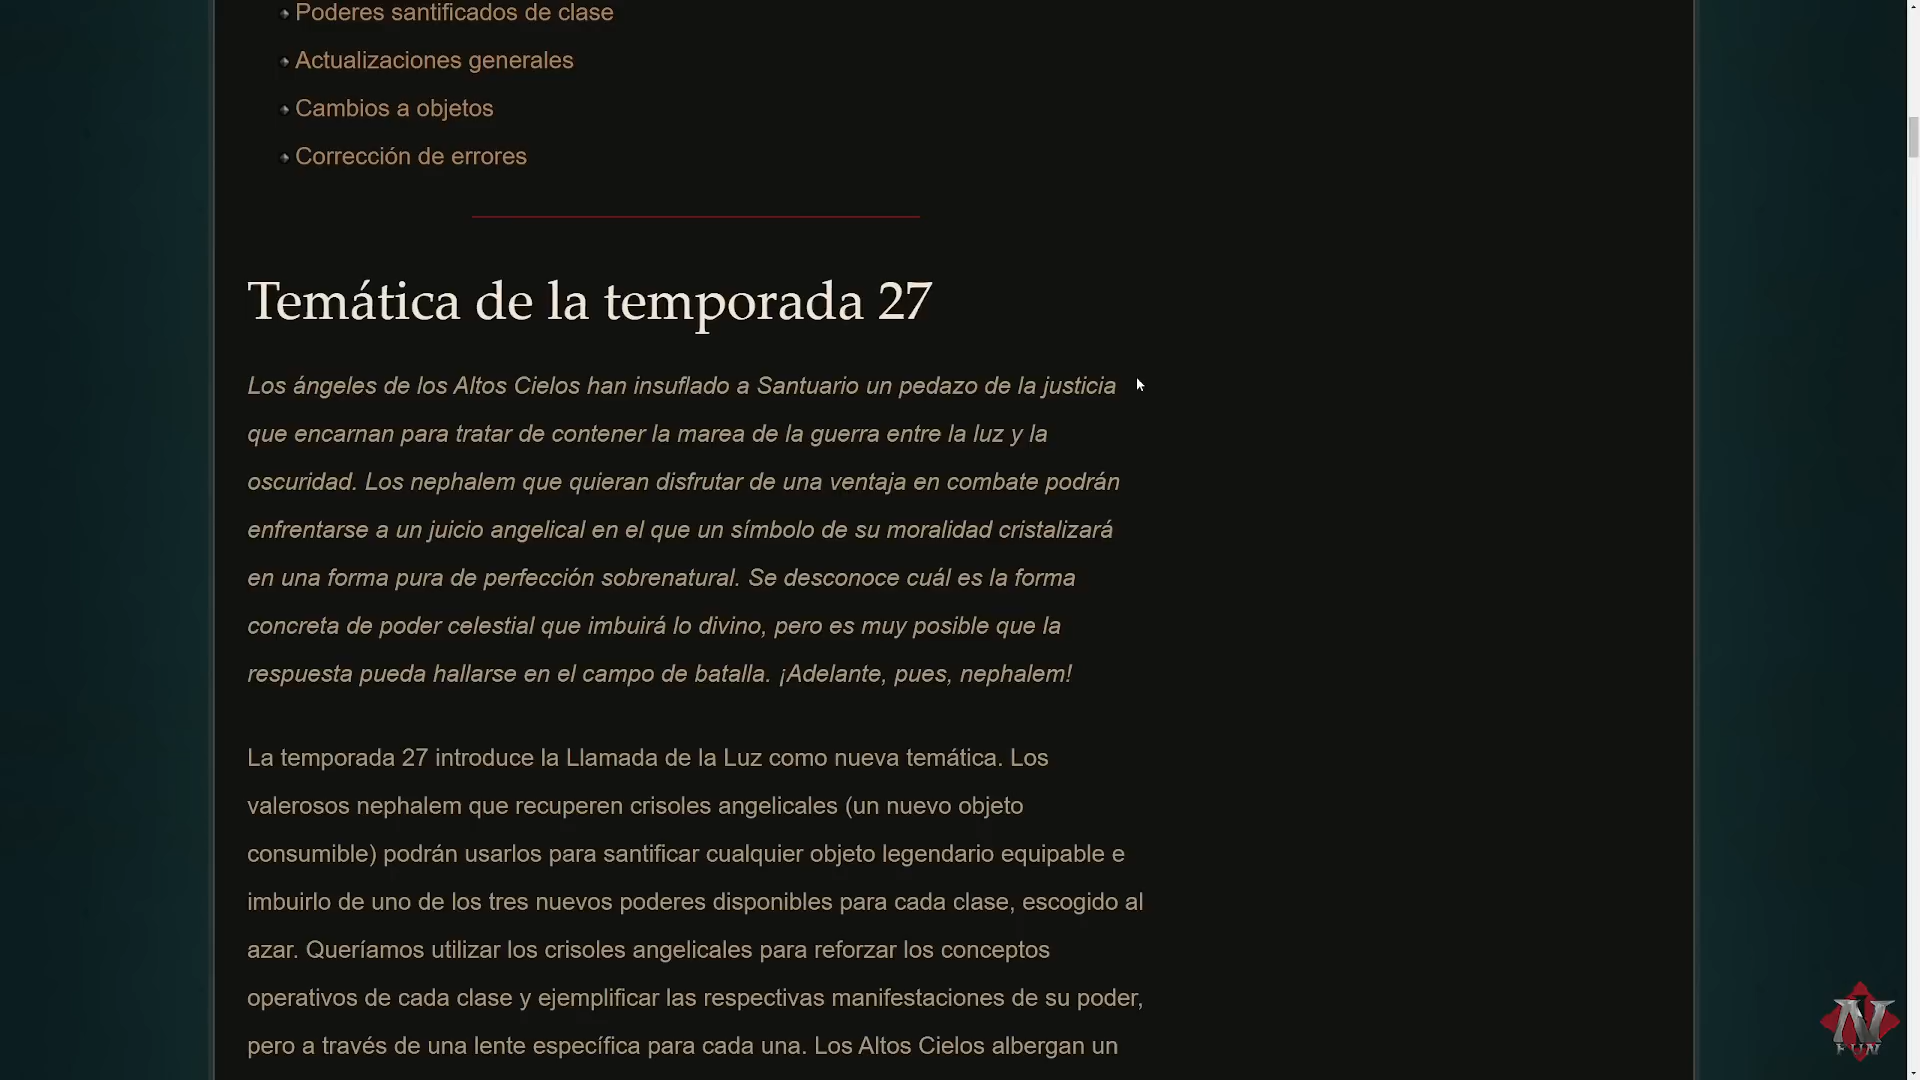 Poderes santificados de clase
Actualizaciones generales
Cambios a objetos
Corrección de errores
Temática de la temporada 27
Los ángeles de los Altos Cielos han insuflado a Santuario un pedazo de la justicia
que encarnan para tratar de contener la marea de la guerra entre la luz y la
oscuridad. Los nephalem que quieran disfrutar de una ventaja en combate podrán
enfrentarse a un juicio angelical en el que un símbolo de su moralidad cristalizará
en una forma pura de perfección sobrenatural. Se desconoce cuál es la forma
concreta de poder celestial que imbuirá lo divino, pero es muy posible que la
respuesta pueda hallarse en el campo de batalla. ¡Adelante, pues, nephalem!
La temporada 27 introduce la Llamada de la Luz como nueva temática. Los
valerosos nephalem que recuperen crisoles angelicales (un nuevo objeto
consumible) podrán usarlos para santificar cualquier objeto legendario equipable e
imbuirlo de uno de los tres nuevos poderes disponibles para cada clase, escogido al
azar. Queríamos utilizar los crisoles angelicales para reforzar los conceptos
operativos de cada clase y ejemplificar las respectivas manifestaciones de su poder,
pero a través de una lente específica para cada una. Los Altos Cielos albergan un
N
FUN